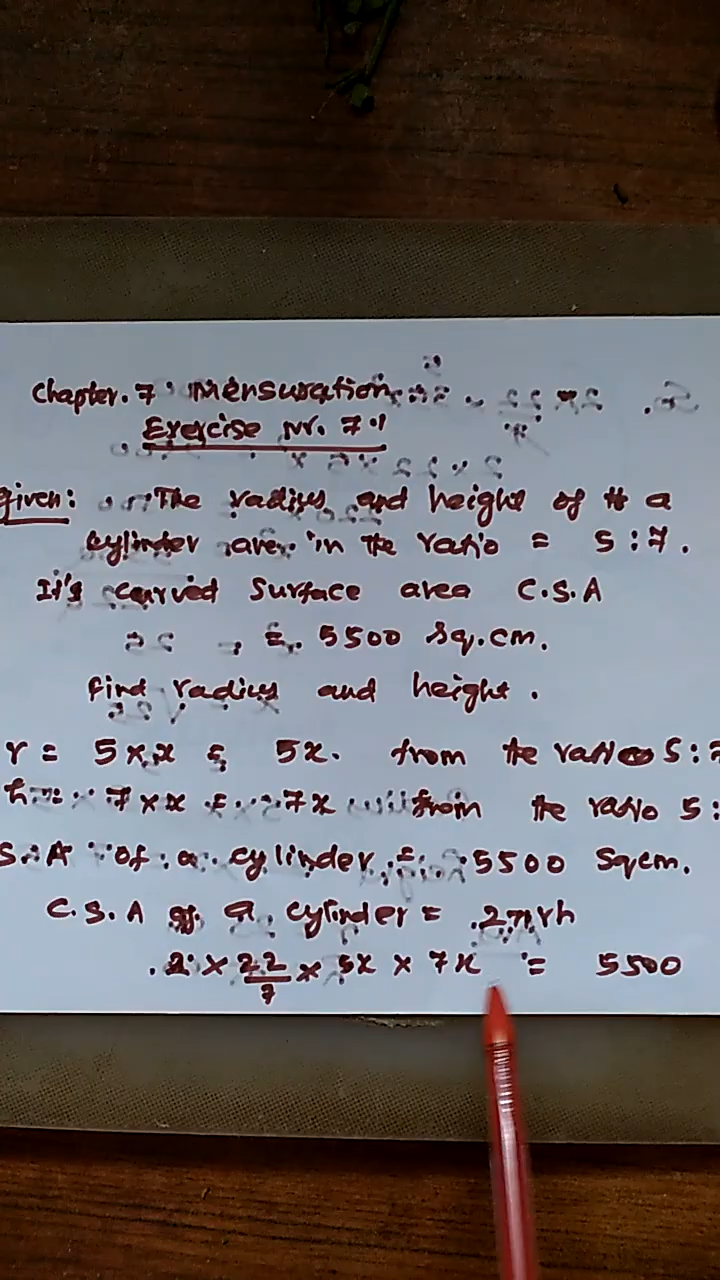 Chapter. 7 Mensuration
Exercise Nr. 7.1
given: The radius and height of a
cylinder are in the ratio = 5:7.
It's curved Surface area C.S.A
= 5500 Sq.cm.
find radius and height.
r = 5 x x = 5x. from the ratio 5:7
h = 7 x x = 7x from the ratio 5:
S.A of a cylinder = 5500 Sqcm.
C.S.A of a cylinder = 2πrh
2 × 22/7 × 5x × 7x = 5500